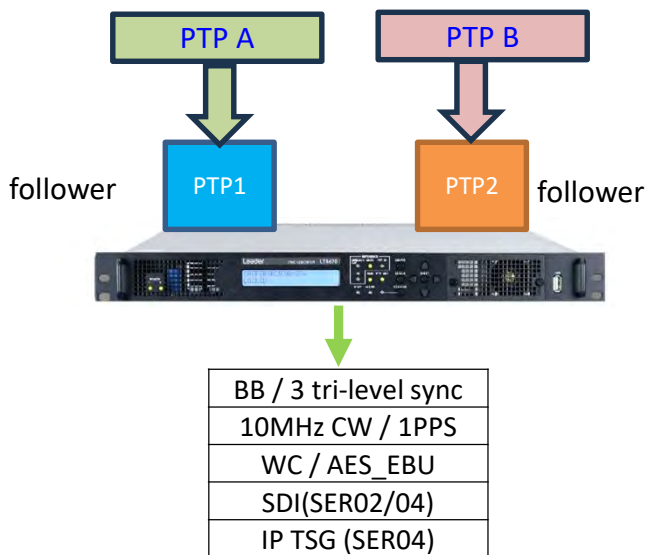 PTP A
PTP B
follower
PTP1
PTP2
follower
Leader
LT4670
BB / 3 tri-level sync
10MHz CW / 1PPS
WC / AES_EBU
SDI(SER02/04)
IP TSG (SER04)